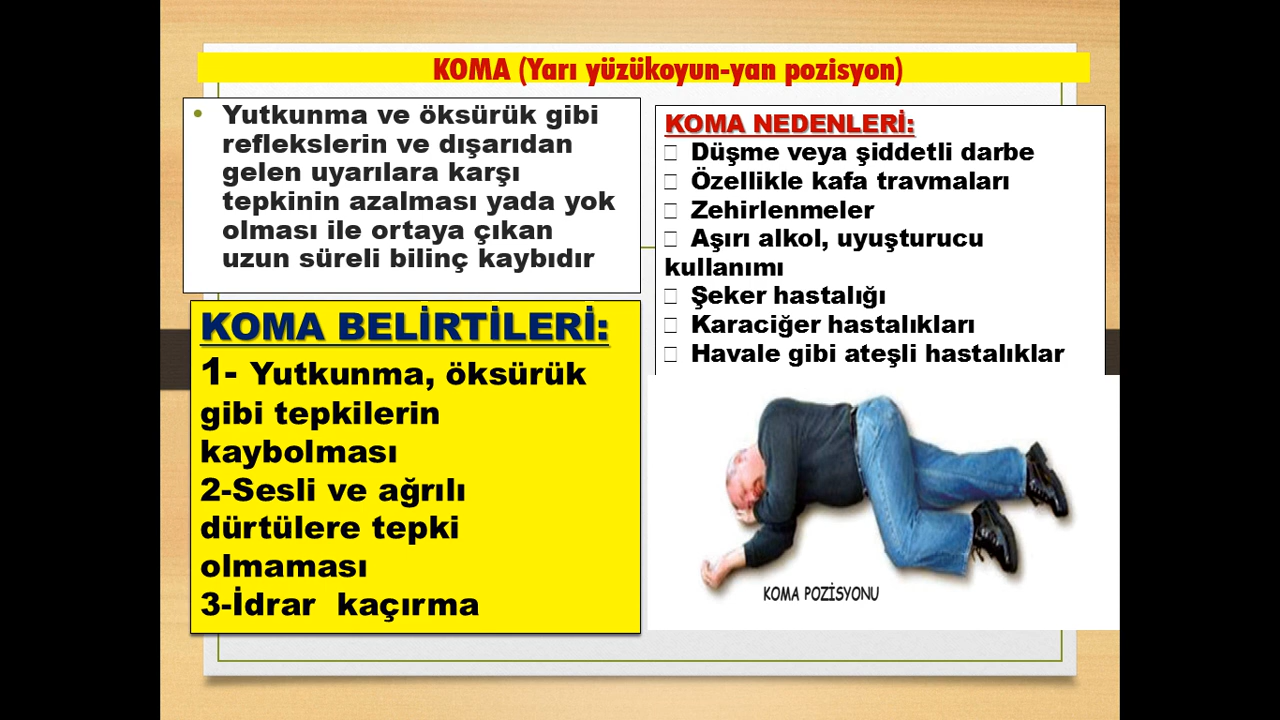 KOMA (Yarı yüzükoyun-yan pozisyon)
• Yutkunma ve öksürük gibi
reflekslerin ve dışarıdan
gelen uyarılara karşı
tepkinin azalması yada yok
olması ile ortaya çıkan
uzun süreli bilinç kaybıdır
KOMA BELİRTİLERİ:
1- Yutkunma, öksürük
gibi tepkilerin
kaybolması
2-Sesli ve ağrılı
dürtülere tepki
olmaması
3-İdrar kaçırma
KOMA NEDENLERİ:
□ Düşme veya şiddetli darbe
□ Özellikle kafa travmaları
□ Zehirlenmeler
□ Aşırı alkol, uyuşturucu
kullanımı
□ Şeker hastalığı
□ Karaciğer hastalıkları
□ Havale gibi ateşli hastalıklar
KOMA POZİSYONU